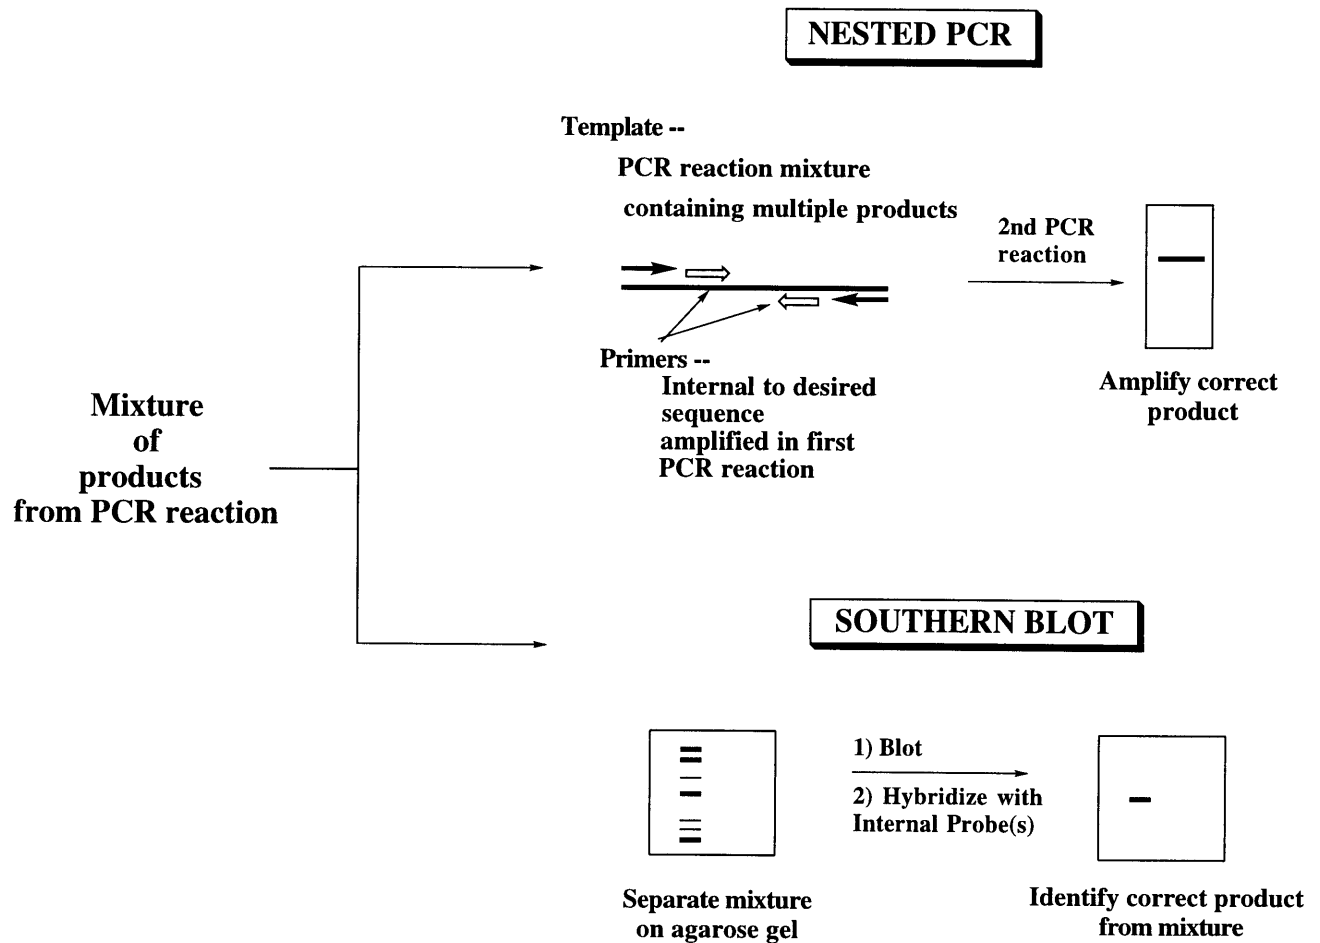 NESTED PCR
Template --
PCR reaction mixture
containing multiple products
2nd PCR
reaction
Primers --
Internal to desired
sequence
amplified in first
PCR reaction
Amplify correct
product
Mixture
of
products
from PCR reaction
SOUTHERN BLOT
1) Blot
2) Hybridize with
Internal Probe(s)
Separate mixture
on agarose gel
Identify correct product
from mixture